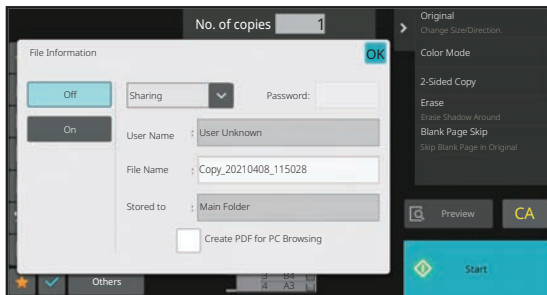 No. of copies 1
File Information
OK
Off
On
Sharing
Password:
User Name : User Unknown
File Name : Copy_20210408_115028
Stored to : Main Folder
Create PDF for PC Browsing
Others
3 B4
4 A3
Original
Change Size/Direction.
Color Mode
2-Sided Copy
Erase
Erase Shadow Around
Blank Page Skip
Skip Blank Page in Original
Preview
CA
Start